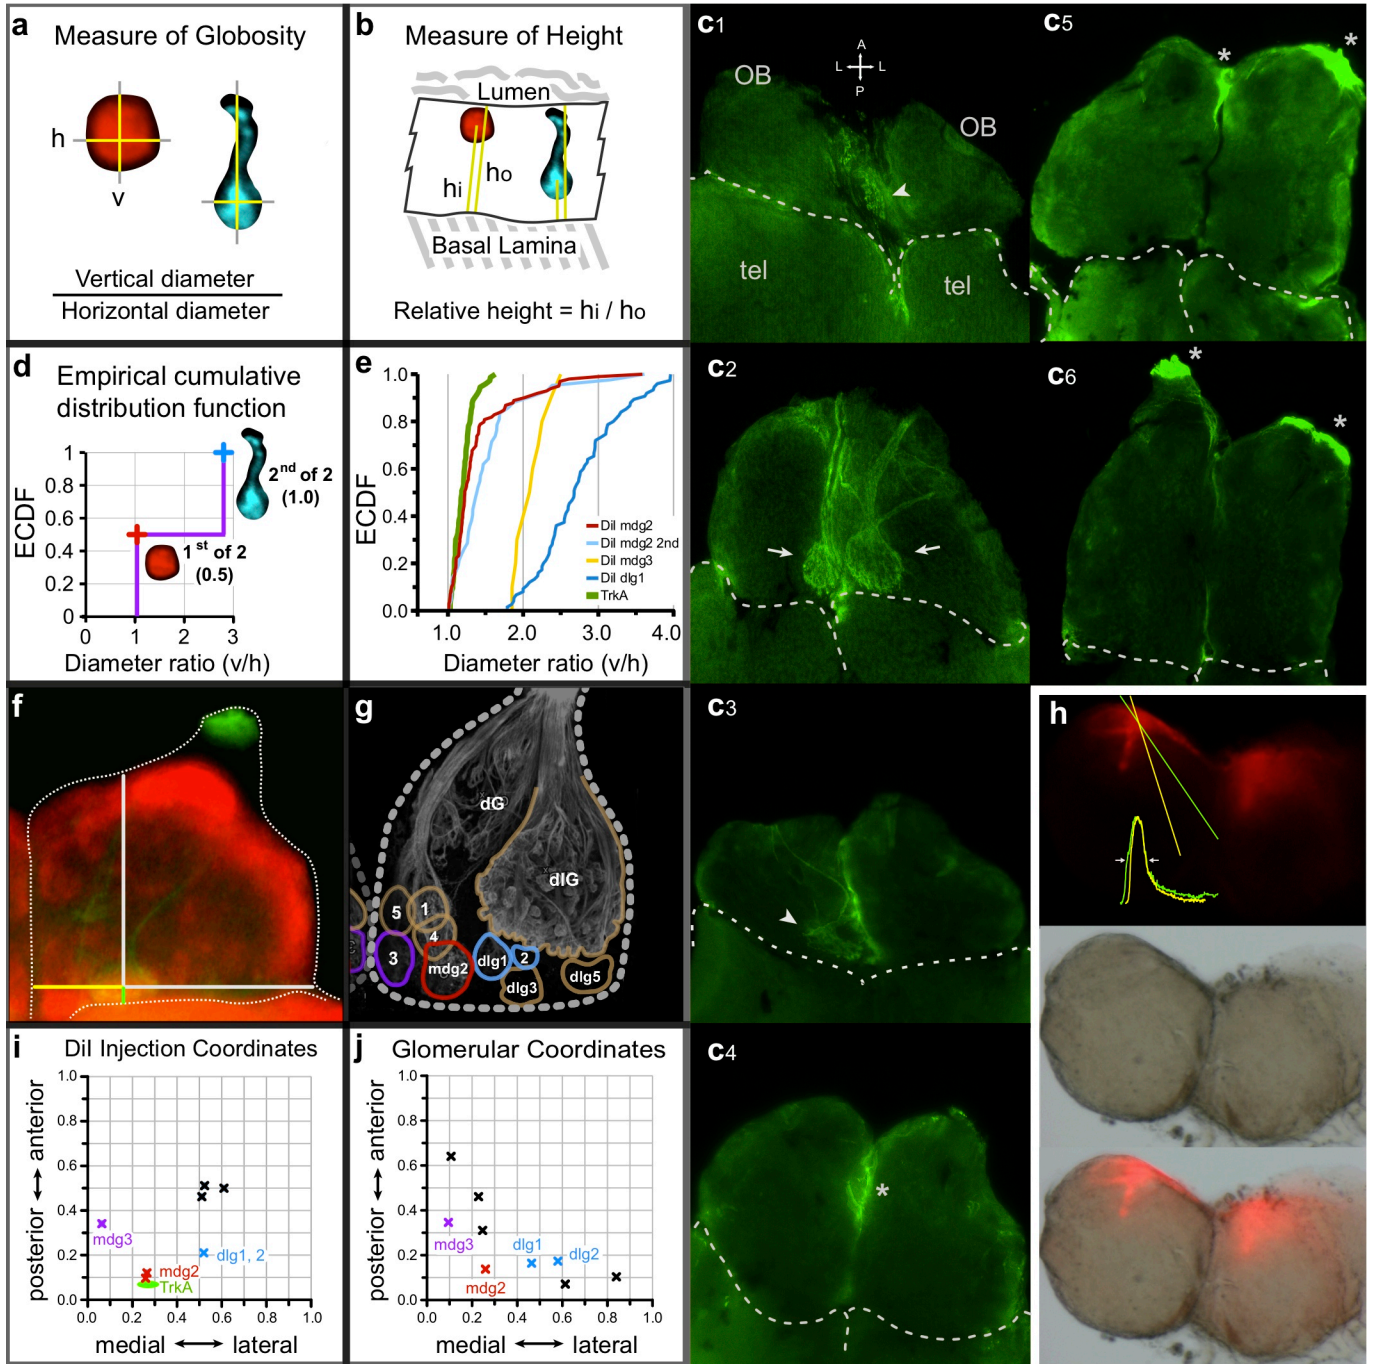 a
Measure of Globosity
h
v
Vertical diameter
Horizontal diameter
b
Measure of Height
Lumen
hi
ho
Basal Lamina
Relative height = hi / ho
c1
OB
A
L
L
P
OB
tel
tel
c5
*
*
d
Empirical cumulative
distribution function
ECDF
1
0.8
0.6
0.4
0.2
0
2nd of 2
(1.0)
1st of 2
(0.5)
0
1
2
3
Diameter ratio (v/h)
e
ECDF
1.0
0.8
0.6
0.4
0.2
0.0
DiI mdg2
DiI mdg2 2nd
DiI mdg3
DiI dlg1
TrkA
1.0
2.0
3.0
4.0
Diameter ratio (v/h)
c2
c6
*
*
f
g
dG
dlG
5
1
4
3
mdg2
dlg1
2
dlg3
dlg5
c3
h
i
DiI Injection Coordinates
posterior ↔ anterior
1.0
0.8
0.6
0.4
0.2
0.0
mdg3
dlg1, 2
mdg2
TrkA
0.0
0.2
0.4
0.6
0.8
1.0
medial ↔ lateral
j
Glomerular Coordinates
posterior ↔ anterior
1.0
0.8
0.6
0.4
0.2
0.0
mdg3
dlg1
dlg2
mdg2
0.0
0.2
0.4
0.6
0.8
1.0
medial ↔ lateral
c4
*